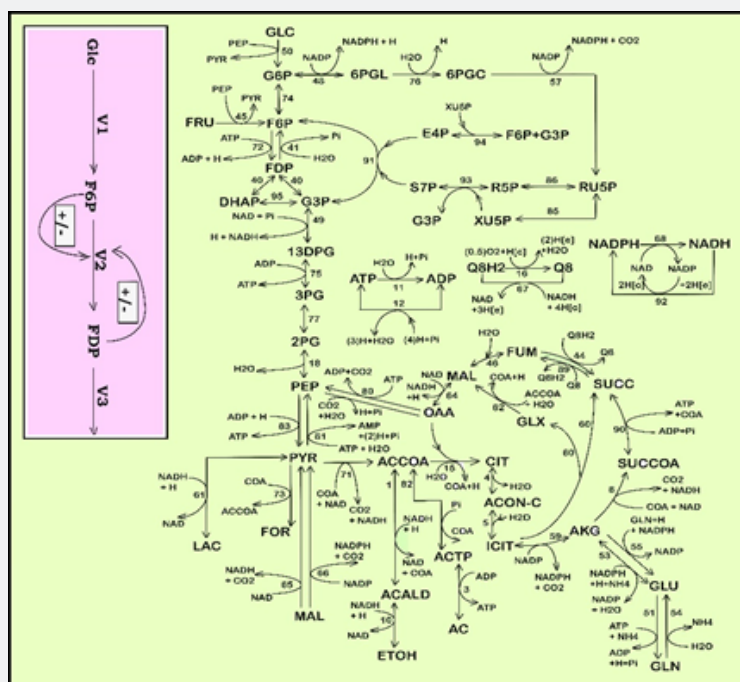 Glc
V1
F6P
+/-
V2
+/-
FDP
V3
GLC
PEP
PYR
50
G6P
NADP
NADPH + H
48
6PGL
H2O
H
76
6PGC
NADP
NADPH + CO2
57
74
PEP
PYR
FRU
45
F6P
ATP
72
41
Pi
ADP + H
H2O
FDP
40
40
DHAP
95
G3P
91
E4P
XU5P
94
F6P+G3P
S7P
93
R5P
86
RU5P
G3P
XU5P
85
NAD + Pi
49
H + NADH
13DPG
ADP
75
ATP
3PG
77
2PG
H2O
18
PEP
H2O
H+Pi
ATP
11
ADP
12
(3)H+H2O
(4)H+Pi
(0.5)O2+H[c]
(2)H[e]
+H2O
Q8H2
16
Q8
67
NAD
+3H[e]
NADH
+ 4H[c]
NADPH
68
NADH
NAD
NADP
2H[c]
-2H[e]
92
ADP+CO2
80
ATP
CO2
+H2O
H+Pi
OAA
NAD
NADH
+H
64
MAL
H2O
46
FUM
Q8H2
44
Q8
89
Q8H2
Q8
SUCC
COA+H
62
ACCOA
+ H2O
GLX
60
60
ATP
+COA
90
ADP+Pi
SUCCOA
CO2
+ NADH
8
COA + NAD
ADP + H
83
ATP
81
AMP
+(2)H+Pi
ATP + H2O
PYR
71
COA
+ NAD
CO2
+ NADH
ACCOA
15
H2O
COA+H
CIT
4
H2O
ACON-C
5
H2O
ICIT
59
NADP
NADPH
+ CO2
AKG
GLN+H
+ NADPH
55
NADP
53
NADPH
+H+NH4
NADP
+ H2O
GLU
51
54
ATP
+ NH4
ADP
+H+Pi
NH4
H2O
GLN
NADH
+ H
61
NAD
LAC
COA
73
ACCOA
FOR
NADH
+ CO2
65
NAD
66
NADPH
+ CO2
NADP
MAL
1
82
NADH
+ H
NAD
+ COA
ACALD
NADH
+ H
10
NAD
ETOH
Pi
COA
ACTP
ADP
3
ATP
AC